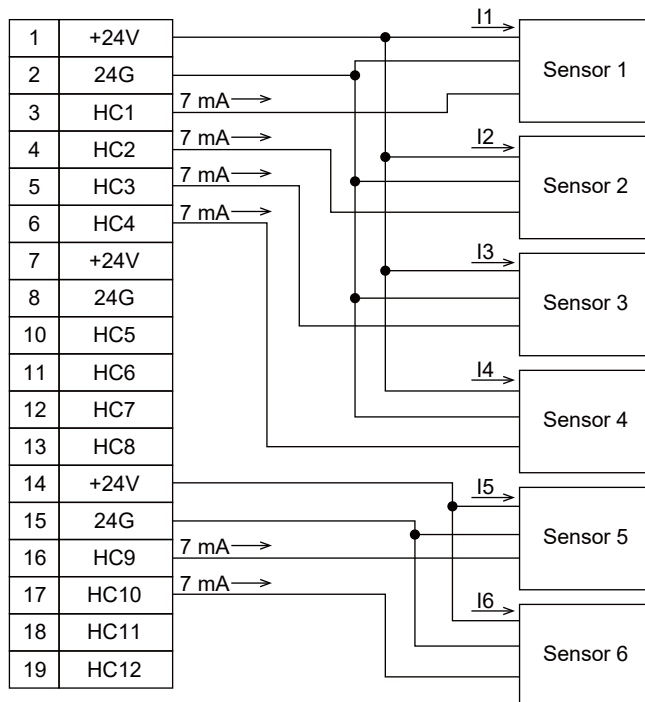 1 +24V
2 24G
3 HC1
4 HC2
5 HC3
6 HC4
7 +24V
8 24G
10 HC5
11 HC6
12 HC7
13 HC8
14 +24V
15 24G
16 HC9
17 HC10
18 HC11
19 HC12
7 mA
7 mA
7 mA
7 mA
7 mA
7 mA
I1
Sensor 1
I2
Sensor 2
I3
Sensor 3
I4
Sensor 4
I5
Sensor 5
I6
Sensor 6